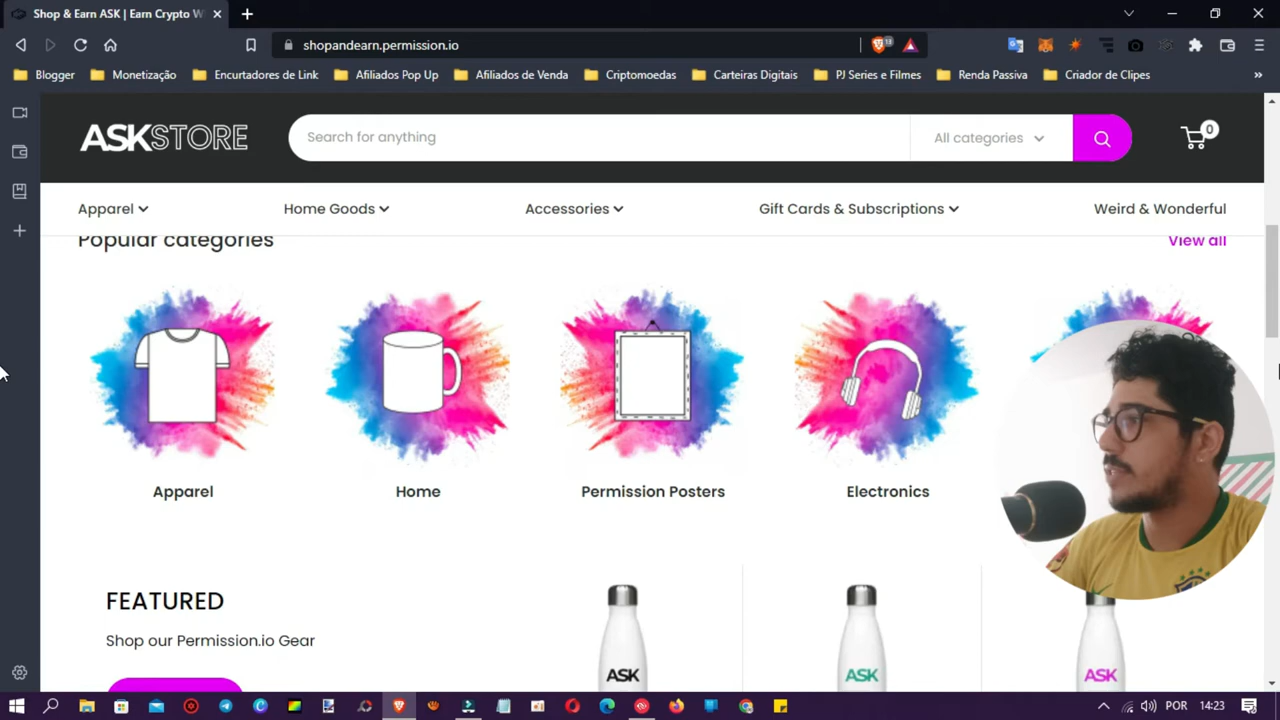 Shop & Earn ASK | Earn Crypto W
shopandearn.permission.io
13
Blogger
Monetização
Encurtadores de Link
Afiliados Pop Up
Afiliados de Venda
Criptomoedas
Carteiras Digitais
PJ Series e Filmes
Renda Passiva
Criador de Clipes
»
ASKSTORE
Search for anything
All categories
0
Apparel
Home Goods
Accessories
Gift Cards & Subscriptions
Weird & Wonderful
Popular categories
View all
Apparel
Home
Permission Posters
Electronics
FEATURED
Shop our Permission.io Gear
ASK
ASK
ASK
POR
14:23